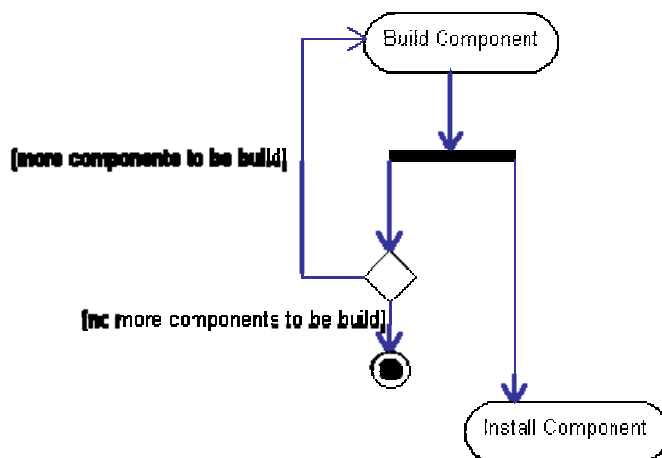 Build Component
[more components to be build]
[no more components to be build]
Install Component